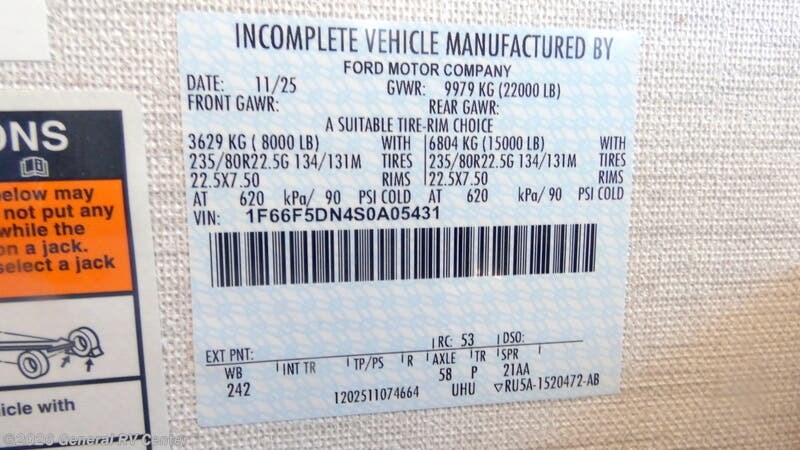 INCOMPLETE VEHICLE MANUFACTURED BY
FORD MOTOR COMPANY
DATE: 11/25 GVWR: 9979 KG (22000 LB)
FRONT GAWR: REAR GAWR:
A SUITABLE TIRE-RIM CHOICE
3629 KG ( 8000 LB) WITH 6804 KG (15000 LB) WITH
235/80R22.5G 134/131M TIRES 235/80R22.5G 134/131M TIRES
22.5X7.50 RIMS 22.5X7.50 RIMS
AT 620 kPa/ 90 PSI COLD AT 620 kPa/ 90 PSI COLD
VIN: 1F66F5DN4S0A05431
RC: 53 DSO:
EXT PNT:
WB INT TR TP/PS R AXLE TR SPR
242 58 P 21AA
1202511074664 UHU ▽RU5A-1520472-AB
ONS
below may
not put any
while the
on a jack.
select a jack
icle with
©2026 General RV Center